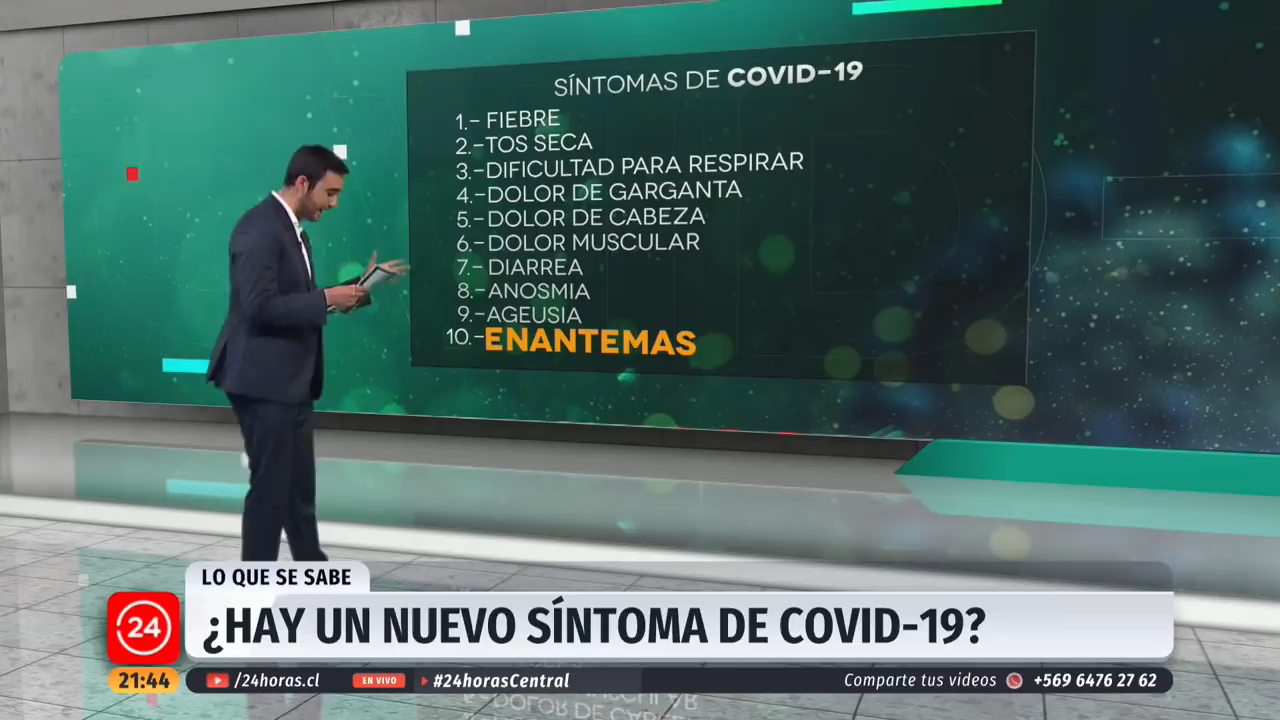 SÍNTOMAS DE COVID-19
1.- FIEBRE
2.-TOS SECA
3.-DIFICULTAD PARA RESPIRAR
4.-DOLOR DE GARGANTA
5.-DOLOR DE CABEZA
6.-DOLOR MUSCULAR
7.-DIARREA
8.-ANOSMIA
9.-AGEUSIA
10.-ENANTEMAS
LO QUE SE SABE
24
¿HAY UN NUEVO SÍNTOMA DE COVID-19?
21:44
/24horas.cl
EN VIVO
#24horasCentral
Comparte tus videos
+569 6476 27 62